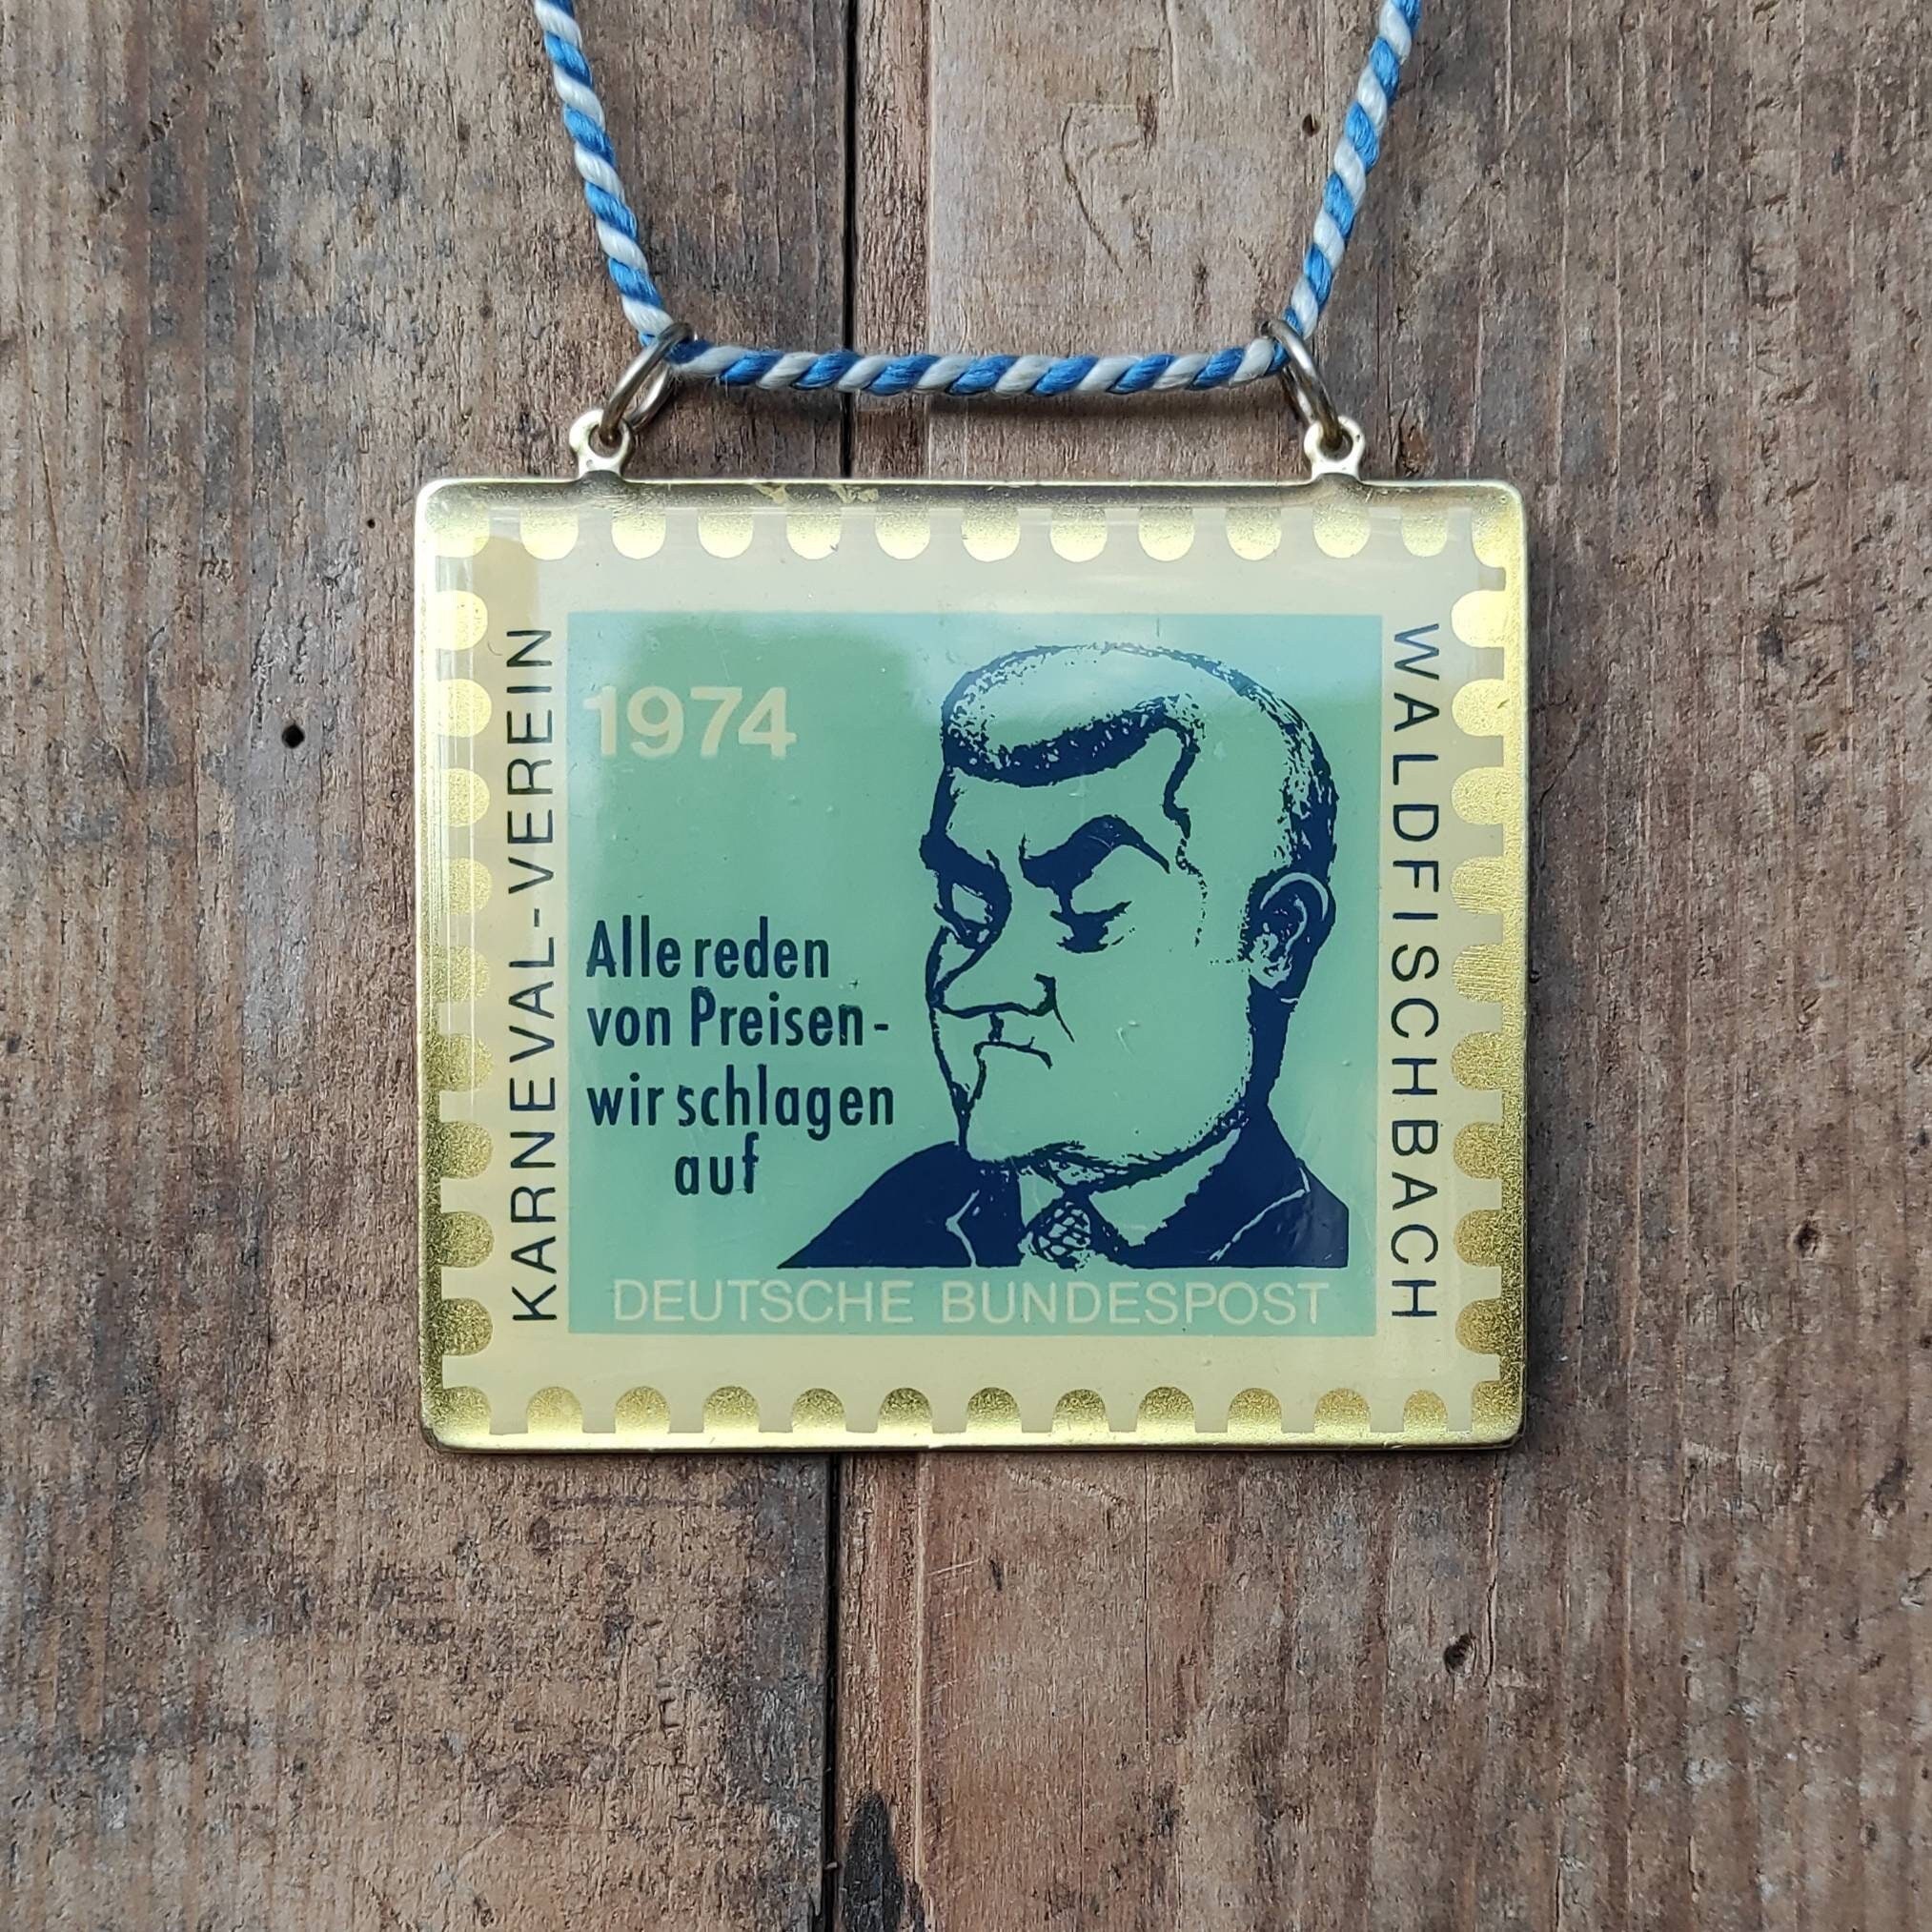 KARNEVAL-VEREIN
1974
Alle reden
von Preisen-
wir schlagen
auf
DEUTSCHE BUNDESPOST
WALDFISCHBACH